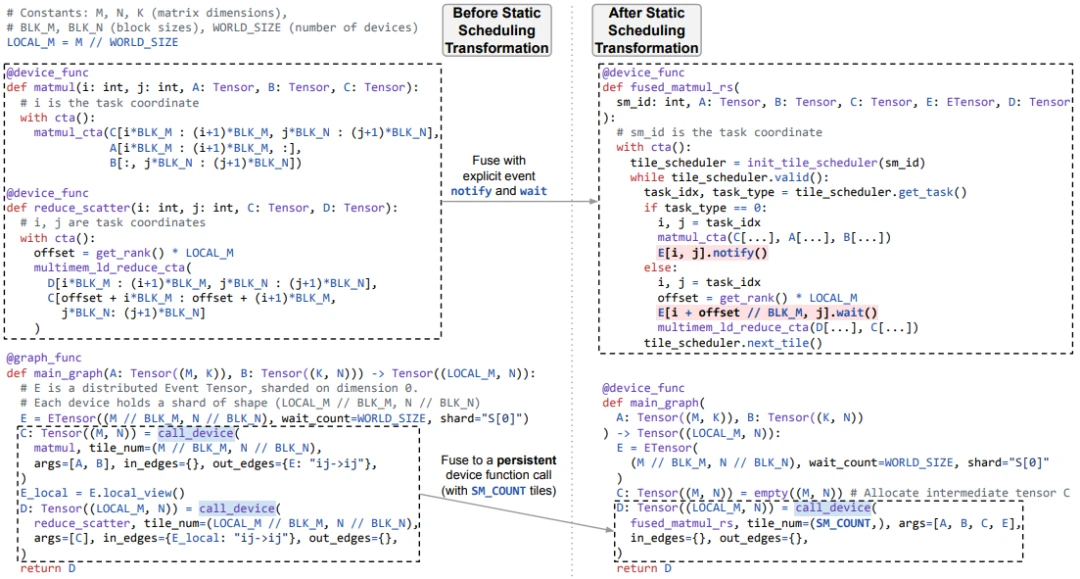 # Constants: M, N, K (matrix dimensions),
# BLK_M, BLK_N (block sizes), WORLD_SIZE (number of devices)
LOCAL_M = M // WORLD_SIZE
@device_func
def matmul(i: int, j: int, A: Tensor, B: Tensor, C: Tensor):
# i is the task coordinate
with cta():
matmul_cta(C[i*BLK_M : (i+1)*BLK_M, j*BLK_N : (j+1)*BLK_N],
A[i*BLK_M : (i+1)*BLK_M, :],
B[:, j*BLK_N : (j+1)*BLK_N])
@device_func
def reduce_scatter(i: int, j: int, C: Tensor, D: Tensor):
# i, j are task coordinates
with cta():
offset = get_rank() * LOCAL_M
multimem_ld_reduce_cta(
D[i*BLK_M : (i+1)*BLK_M, j*BLK_N : (j+1)*BLK_N],
C[offset + i*BLK_M : offset + (i+1)*BLK_M,
j*BLK_N: (j+1)*BLK_N]
)
@graph_func
def main_graph(A: Tensor((M, K)), B: Tensor((K, N))) -> Tensor((LOCAL_M, N)):
# E is a distributed Event Tensor, sharded on dimension 0.
# Each device holds a shard of shape (LOCAL_M // BLK_M, N // BLK_N)
E = ETensor((M // BLK_M, N // BLK_N), wait_count=WORLD_SIZE, shard="S[0]")
C: Tensor((M, N)) = call_device(
matmul, tile_num=(M // BLK_M, N // BLK_N),
args=[A, B], in_edges={}, out_edges={E: "ij->ij"},
)
E_local = E.local_view()
D: Tensor((LOCAL_M, N)) = call_device(
reduce_scatter, tile_num=(LOCAL_M // BLK_M, N // BLK_N),
args=[C], in_edges={E_local: "ij->ij"}, out_edges={},
)
return D
Before Static
Scheduling
Transformation
Fuse with
explicit event
notify and wait
Fuse to a persistent
device function call
(with SM_COUNT tiles)
After Static
Scheduling
Transformation
@device_func
def fused_matmul_rs(
sm_id: int, A: Tensor, B: Tensor, C: Tensor, E: ETensor, D: Tensor
):
# sm_id is the task coordinate
with cta():
tile_scheduler = init_tile_scheduler(sm_id)
while tile_scheduler.valid():
task_idx, task_type = tile_scheduler.get_task()
if task_type == 0:
i, j = task_idx
matmul_cta(C[...], A[...], B[...])
E[i, j].notify()
else:
i, j = task_idx
offset = get_rank() * LOCAL_M
E[i + offset // BLK_M, j].wait()
multimem_ld_reduce_cta(D[...], C[...])
tile_scheduler.next_tile()
@device_func
def main_graph(
A: Tensor((M, K)), B: Tensor((K, N))
) -> Tensor((LOCAL_M, N)):
E = ETensor(
(M // BLK_M, N // BLK_N), wait_count=WORLD_SIZE, shard="S[0]"
)
C: Tensor((M, N)) = empty((M, N)) # Allocate intermediate tensor C
D: Tensor((LOCAL_M, N)) = call_device(
fused_matmul_rs, tile_num=(SM_COUNT,), args=[A, B, C, E],
in_edges={}, out_edges={},
)
return D